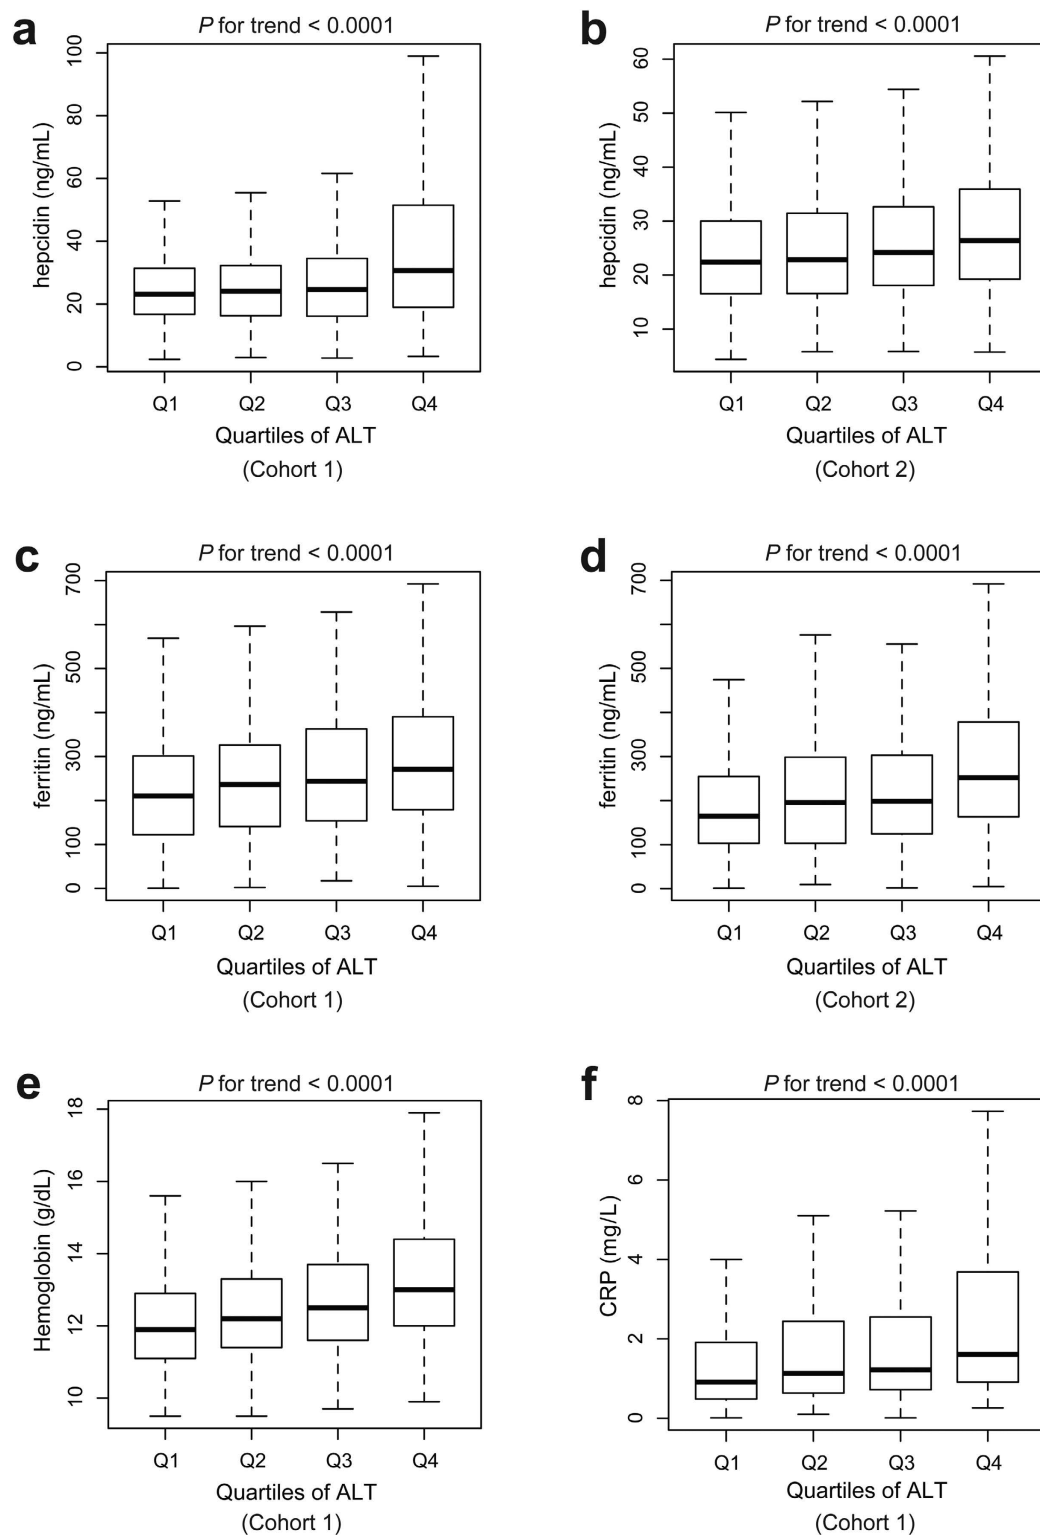 a
P for trend < 0.0001
hepcidin (ng/mL)
100
80
60
40
20
0
Q1 Q2 Q3 Q4
Quartiles of ALT
(Cohort 1)
b
P for trend < 0.0001
hepcidin (ng/mL)
60
50
40
30
20
10
Q1 Q2 Q3 Q4
Quartiles of ALT
(Cohort 2)
c
P for trend < 0.0001
ferritin (ng/mL)
700
500
300
100
0
Q1 Q2 Q3 Q4
Quartiles of ALT
(Cohort 1)
d
P for trend < 0.0001
ferritin (ng/mL)
700
500
300
100
0
Q1 Q2 Q3 Q4
Quartiles of ALT
(Cohort 2)
e
P for trend < 0.0001
Hemoglobin (g/dL)
18
16
14
12
10
Q1 Q2 Q3 Q4
Quartiles of ALT
(Cohort 1)
f
P for trend < 0.0001
CRP (mg/L)
8
6
4
2
0
Q1 Q2 Q3 Q4
Quartiles of ALT
(Cohort 1)